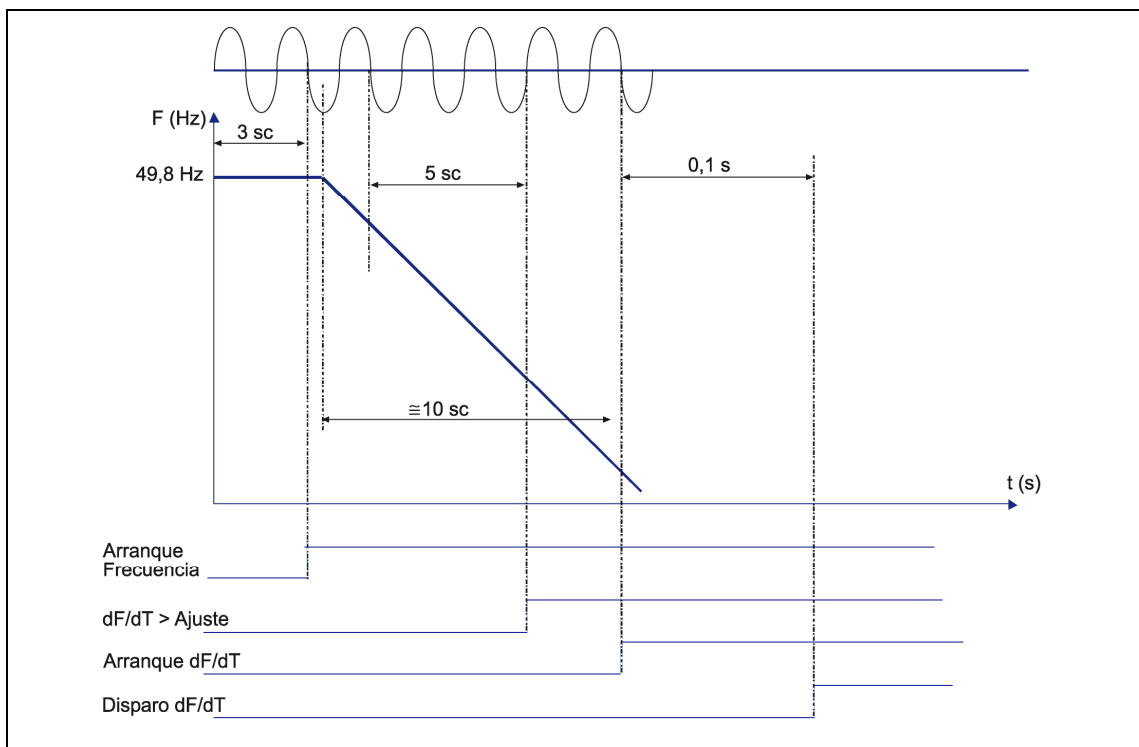 F (Hz)
3 sc
49,8 Hz
5 sc
0,1 s
≅10 sc
t (s)
Arranque
Frecuencia
dF/dT > Ajuste
Arranque dF/dT
Disparo dF/dT